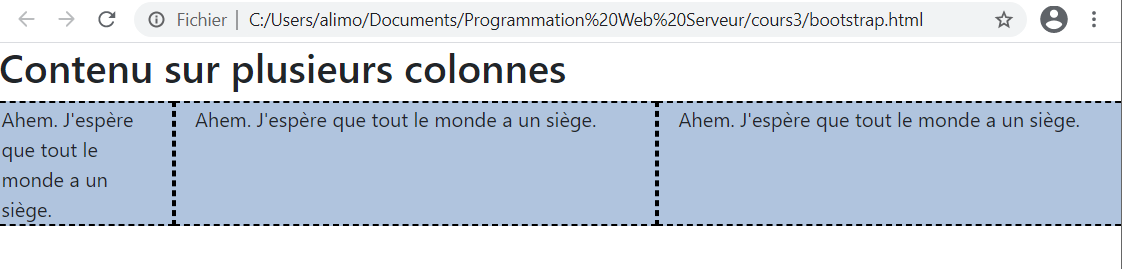 Fichier | C:/Users/alimo/Documents/Programmation%20Web%20Serveur/cours3/bootstrap.html
Contenu sur plusieurs colonnes
Ahem. J'espère
que tout le
monde a un
siège.
Ahem. J'espère que tout le monde a un siège.
Ahem. J'espère que tout le monde a un siège.